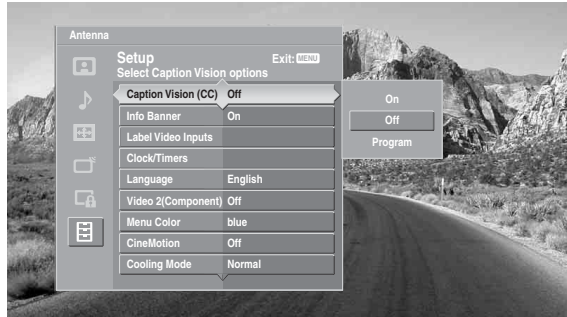 Antenna
Setup Exit: MENU
Select Caption Vision options
Caption Vision (CC) Off
Info Banner On
Label Video Inputs
Clock/Timers
Language English
Video 2(Component) Off
Menu Color blue
CineMotion Off
Cooling Mode Normal
On
Off
Program